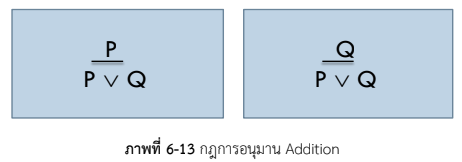 P
P ∨ Q
Q
P ∨ Q
ภาพที่ 6-13 กฎการอนุมาน Addition